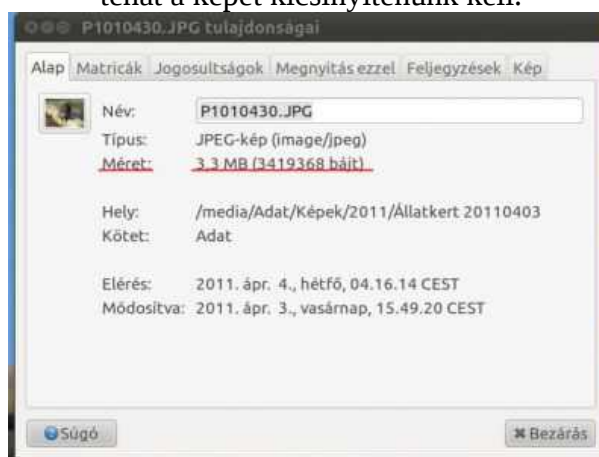 tehát a képet kicsinyítenünk kell.
P1010430.JPG tulajdonságai
Alap Matricák Jogosultságok Megnyitás ezzel Feljegyzések Kép
Név: P1010430.JPG
Típus: JPEG-kép (image/jpeg)
Méret: 3,3 MB (3419368 bájt)
Hely: /media/Adat/Képek/2011/Állatkert 20110403
Kötet: Adat
Elérés: 2011. ápr. 4., hétfő, 04.16.14 CEST
Módosítva: 2011. ápr. 3., vasárnap, 15.49.20 CEST
Súgó Bezárás